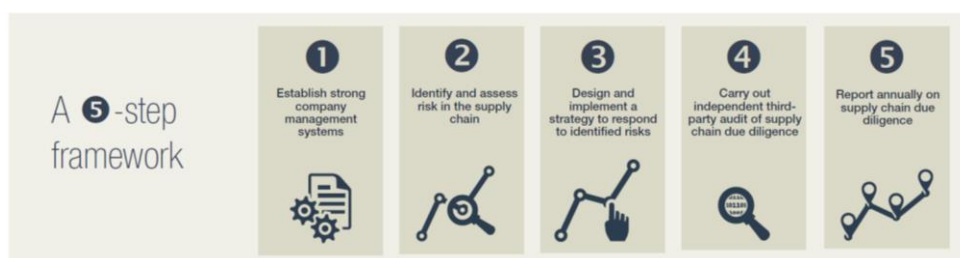 A 5-step
framework
1
Establish strong
company
management
systems
2
Identify and assess
risk in the supply
chain
3
Design and
implement a
strategy to respond
to identified risks
4
Carry out
independent third-
party audit of supply
chain due diligence
5
Report annually on
supply chain due
diligence